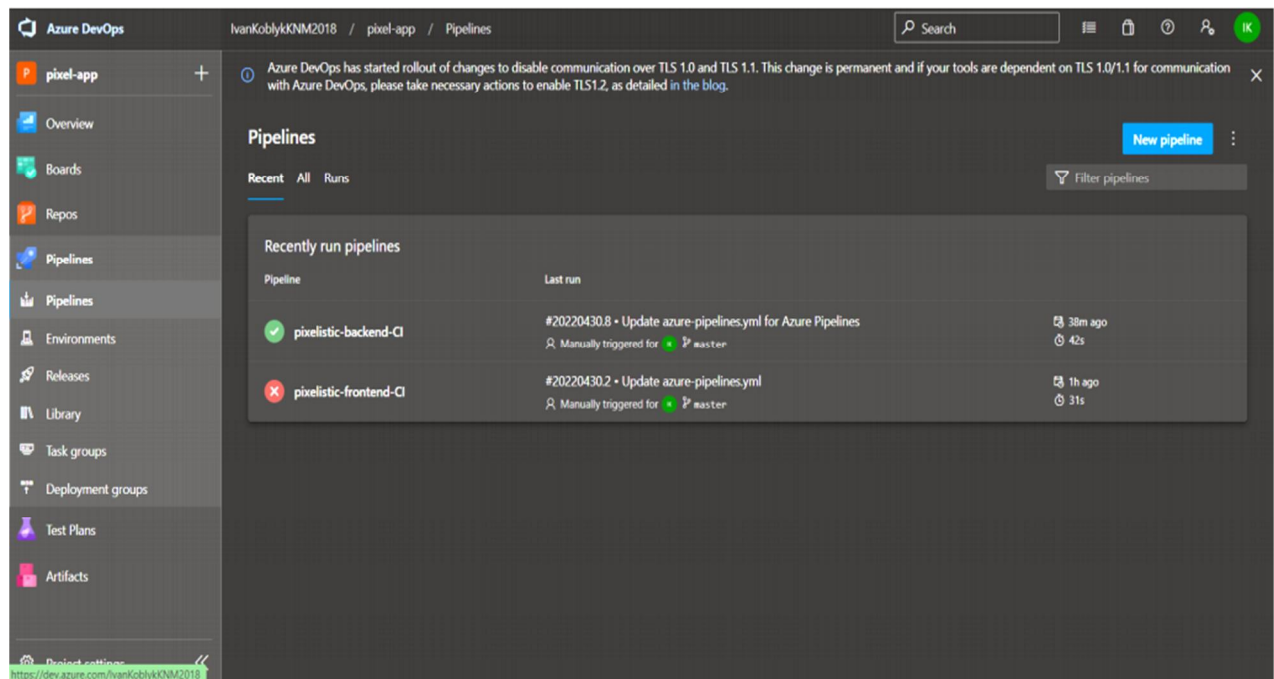 Azure DevOps
IvanKoblykKNM2018 / pixel-app / Pipelines
Search
IK
P pixel-app +
Azure DevOps has started rollout of changes to disable communication over TLS 1.0 and TLS 1.1. This change is permanent and if your tools are dependent on TLS 1.0/1.1 for communication
with Azure DevOps, please take necessary actions to enable TLS1.2, as detailed in the blog.
Overview
Boards
Repos
Pipelines
Pipelines
Environments
Releases
Library
Task groups
Deployment groups
Test Plans
Artifacts
Project settings
https://dev.azure.com/IvanKoblykKNM2018
Pipelines
New pipeline
Recent All Runs
Filter pipelines
Recently run pipelines
Pipeline Last run
pixelistic-backend-CI
#20220430.8 • Update azure-pipelines.yml for Azure Pipelines
Manually triggered for master
38m ago
42s
pixelistic-frontend-CI
#20220430.2 • Update azure-pipelines.yml
Manually triggered for master
1h ago
31s